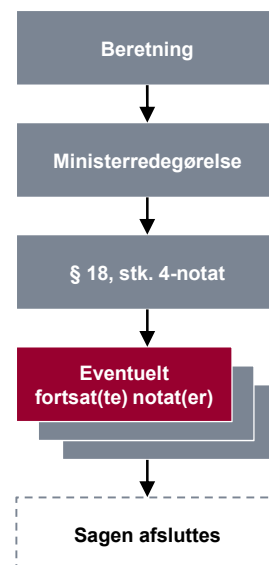 Beretning
Ministerredegørelse
§ 18, stk. 4-notat
Eventuelt
fortsat(te) notat(er)
Sagen afsluttes